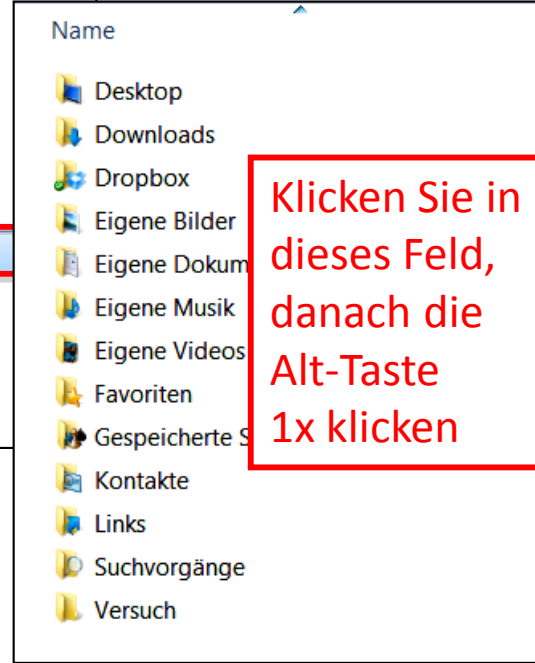 Name
Desktop
Downloads
Dropbox
Eigene Bilder
Eigene Dokum
Eigene Musik
Eigene Videos
Favoriten
Gespeicherte S
Kontakte
Links
Suchvorgänge
Versuch
Klicken Sie in
dieses Feld,
danach die
Alt-Taste
1x klicken